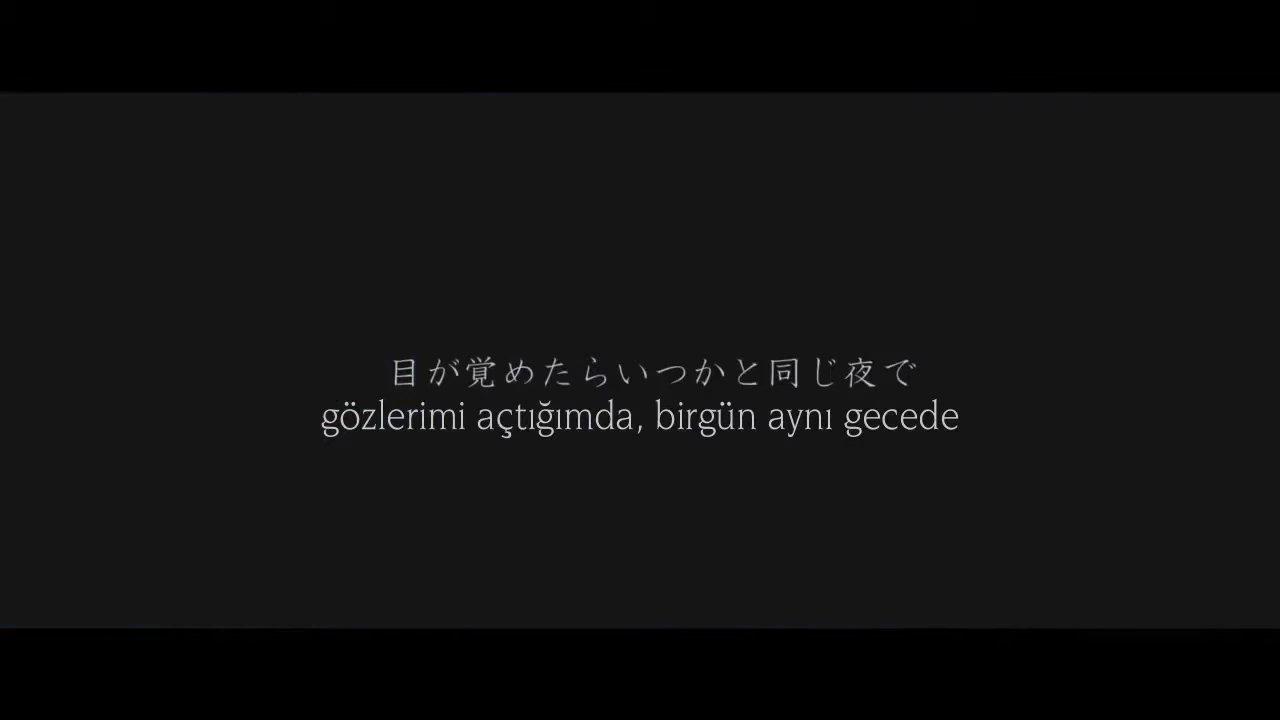 目が覚めたらいつかと同じ夜で
gözlerimi açtığımda, birgün aynı gecede